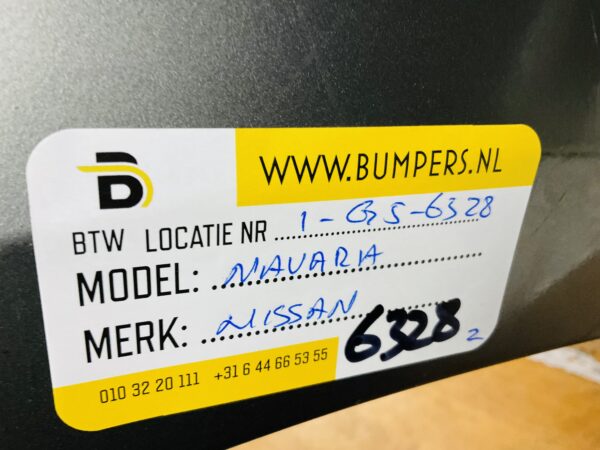 B
WWW.BUMPERS.NL
BTW LOCATIE NR 1-G5-6328
MODEL: NAVARA
MERK: NISSAN
6328 2
010 32 20 111 +31 6 44 66 53 55